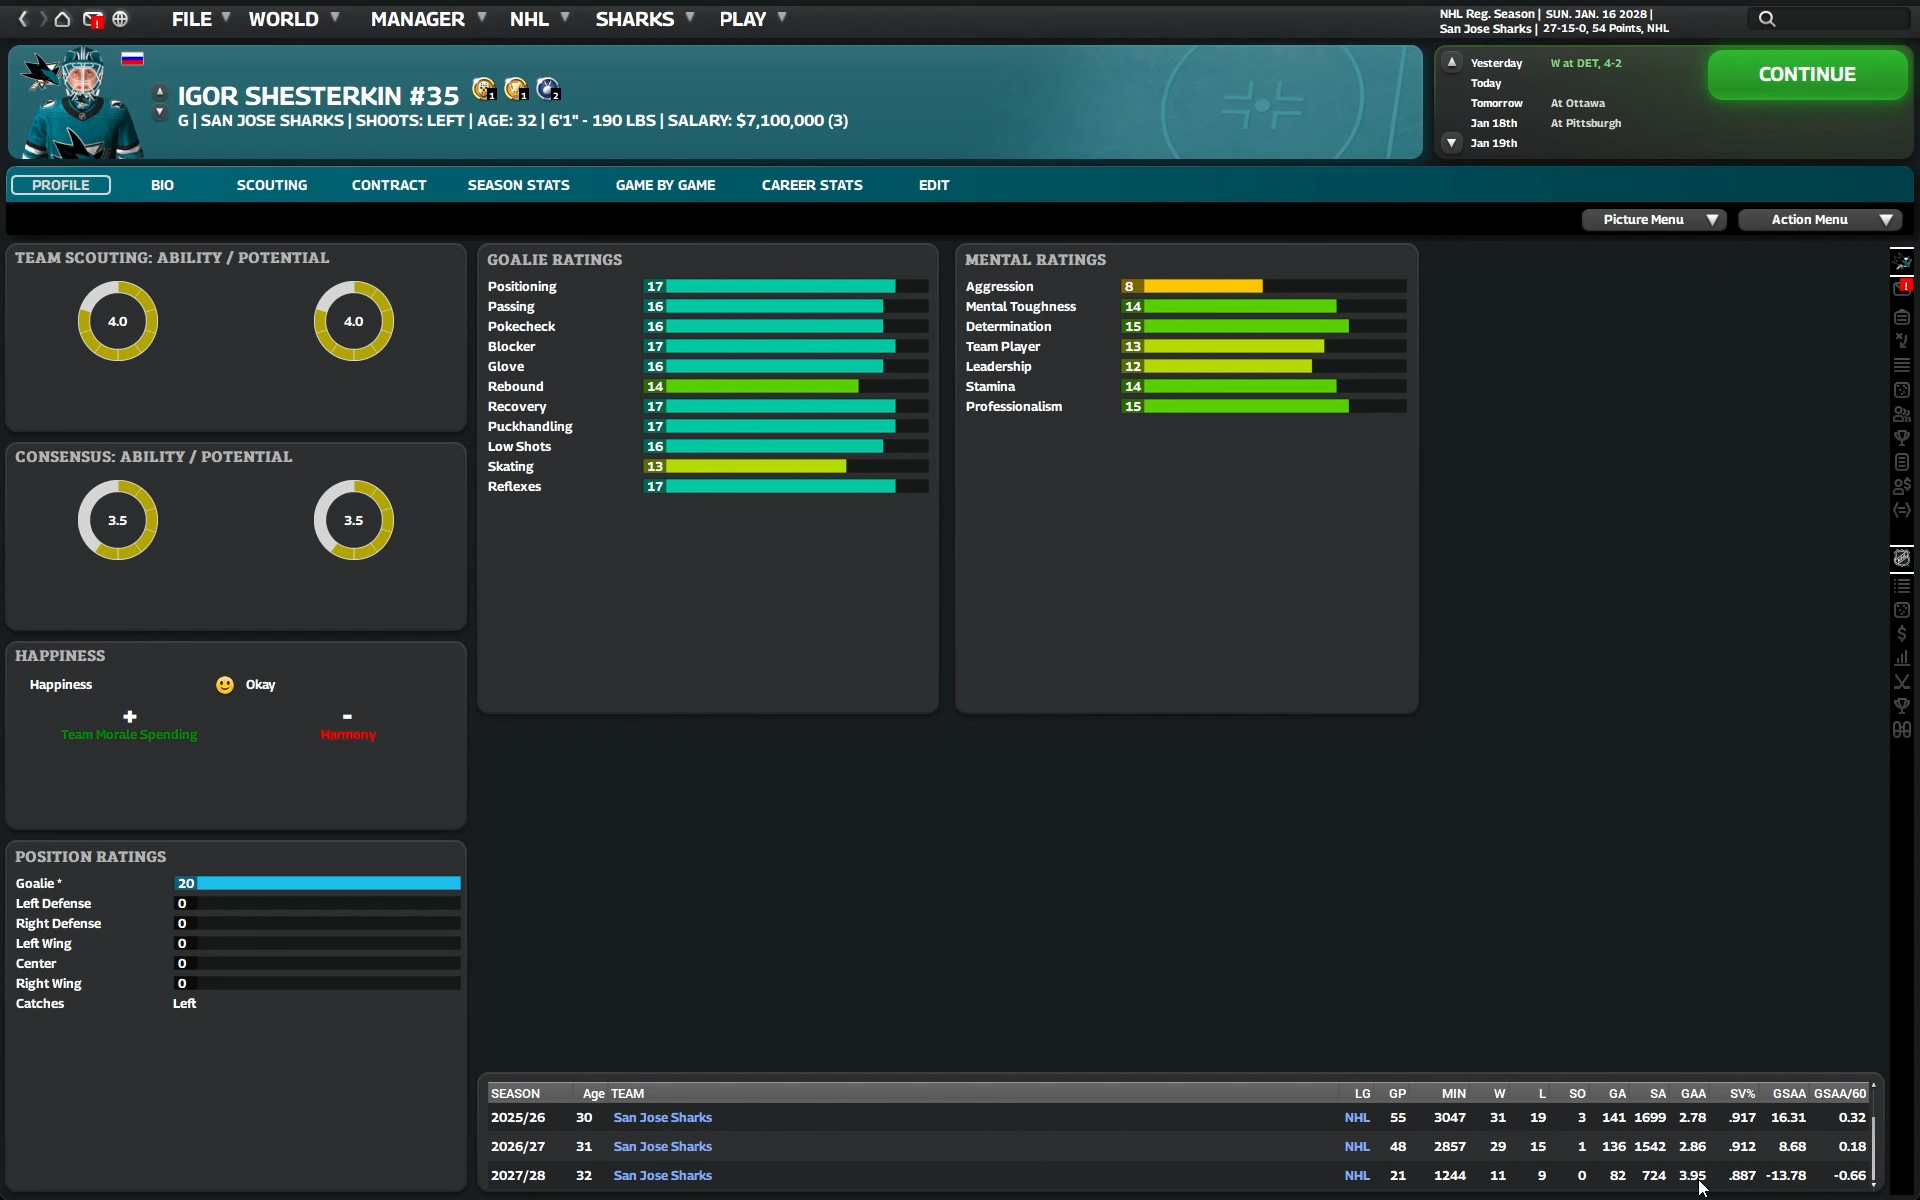 FILE WORLD MANAGER NHL SHARKS PLAY
NHL Reg. Season | SUN. JAN. 16 2028 |
San Jose Sharks | 27-15-0, 54 Points, NHL
IGOR SHESTERKIN #35 1 1 2
G | SAN JOSE SHARKS | SHOOTS: LEFT | AGE: 32 | 6'1" - 190 LBS | SALARY: $7,100,000 (3)
Yesterday W at DET, 4-2
Today
Tomorrow At Ottawa
Jan 18th At Pittsburgh
Jan 19th
CONTINUE
PROFILE BIO SCOUTING CONTRACT SEASON STATS GAME BY GAME CAREER STATS EDIT
Picture Menu Action Menu
TEAM SCOUTING: ABILITY / POTENTIAL
4.0 4.0
CONSENSUS: ABILITY / POTENTIAL
3.5 3.5
HAPPINESS
Happiness Okay
+ -
Team Morale Spending Harmony
POSITION RATINGS
Goalie * 20
Left Defense 0
Right Defense 0
Left Wing 0
Center 0
Right Wing 0
Catches Left
GOALIE RATINGS
Positioning 17
Passing 16
Pokecheck 16
Blocker 17
Glove 16
Rebound 14
Recovery 17
Puckhandling 17
Low Shots 16
Skating 13
Reflexes 17
MENTAL RATINGS
Aggression 8
Mental Toughness 14
Determination 15
Team Player 13
Leadership 12
Stamina 14
Professionalism 15
SEASON Age TEAM LG GP MIN W L SO GA SA GAA SV% GSAA GSAA/60
2025/26 30 San Jose Sharks NHL 55 3047 31 19 3 141 1699 2.78 .917 16.31 0.32
2026/27 31 San Jose Sharks NHL 48 2857 29 15 1 136 1542 2.86 .912 8.68 0.18
2027/28 32 San Jose Sharks NHL 21 1244 11 9 0 82 724 3.95 .887 -13.78 -0.66